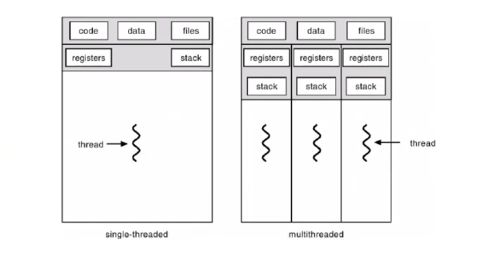 code data files
registers stack
thread
single-threaded
code data files
registers registers registers
stack stack stack
thread
multithreaded